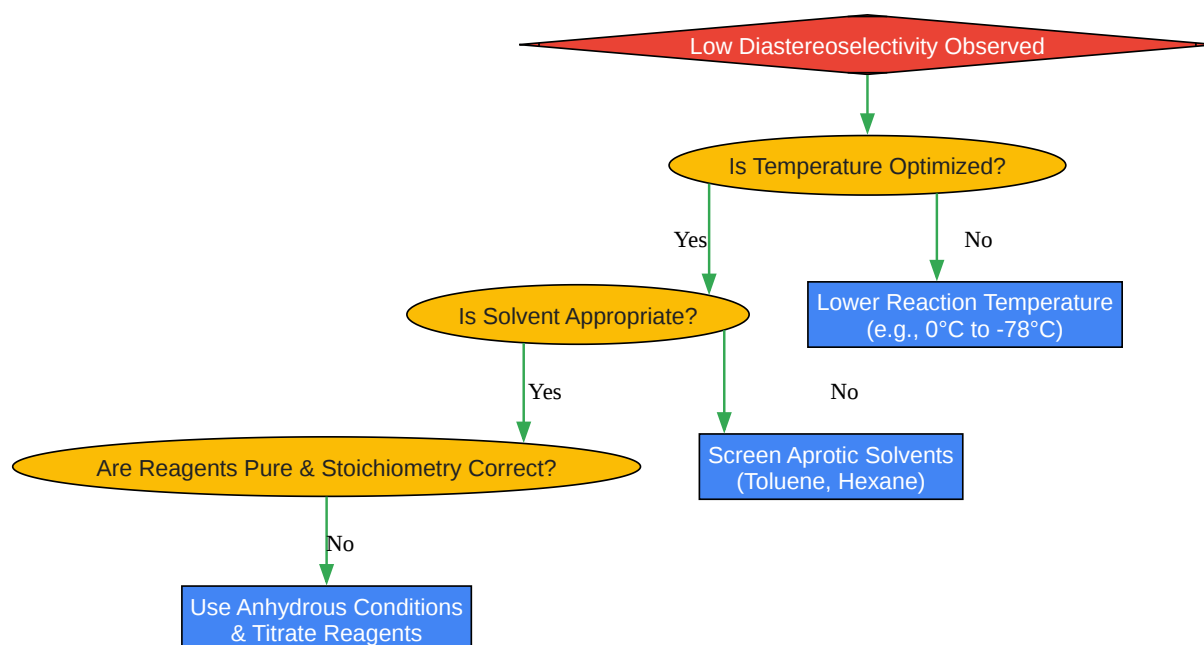 Low Diastereoselectivity Observed
Is Temperature Optimized?
Yes
No
Lower Reaction Temperature
(e.g., 0°C to -78°C)
Is Solvent Appropriate?
Yes
No
Screen Aprotic Solvents
(Toluene, Hexane)
Are Reagents Pure & Stoichiometry Correct?
No
Use Anhydrous Conditions
& Titrate Reagents